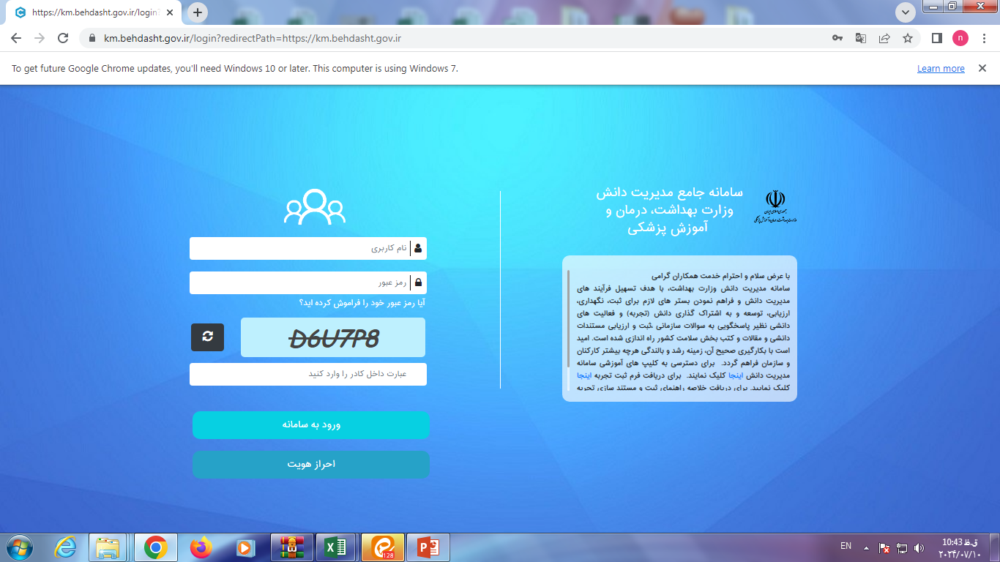 https://km.behdasht.gov.ir/login?
km.behdasht.gov.ir/login?redirectPath=https://km.behdasht.gov.ir
n
To get future Google Chrome updates, you'll need Windows 10 or later. This computer is using Windows 7.
Learn more
سامانه جامع مدیریت دانش
وزارت بهداشت، درمان و
آموزش پزشکی
جمهوری اسلامی ایران
وزارت بهداشت، درمان و آموزش پزشکی
با عرض سلام و احترام خدمت همکاران گرامی
سامانه مدیریت دانش وزارت بهداشت، با هدف تسهیل فرآیند های
مدیریت دانش و فراهم نمودن بستر های لازم برای ثبت، نگهداری،
ارزیابی، توسعه و به اشتراک گذاری دانش (تجربه) و فعالیت های
دانشی نظیر پاسخگویی به سوالات سازمانی ،ثبت و ارزیابی مستندات
دانشی و مقالات و کتب بخش سلامت کشور راه اندازی شده است. امید
است با بکارگیری صحیح آن، زمینه رشد و بالندگی هرچه بیشتر کارکنان
و سازمان فراهم گردد. برای دسترسی به کلیپ های آموزشی سامانه
مدیریت دانش اینجا کلیک نمایند. برای دریافت فرم ثبت تجربه اینجا
کلیک نمایید. برای دریافت خلاصه راهنمای ثبت و مستند سازی تجربه
نام کاربری
رمز عبور
آیا رمز عبور خود را فراموش کرده اید؟
D6U7P8
عبارت داخل کادر را وارد کنید
ورود به سامانه
احراز هویت
128
EN
10:43 ق.ظ
۲۰۲۴/۰۷/۱۰